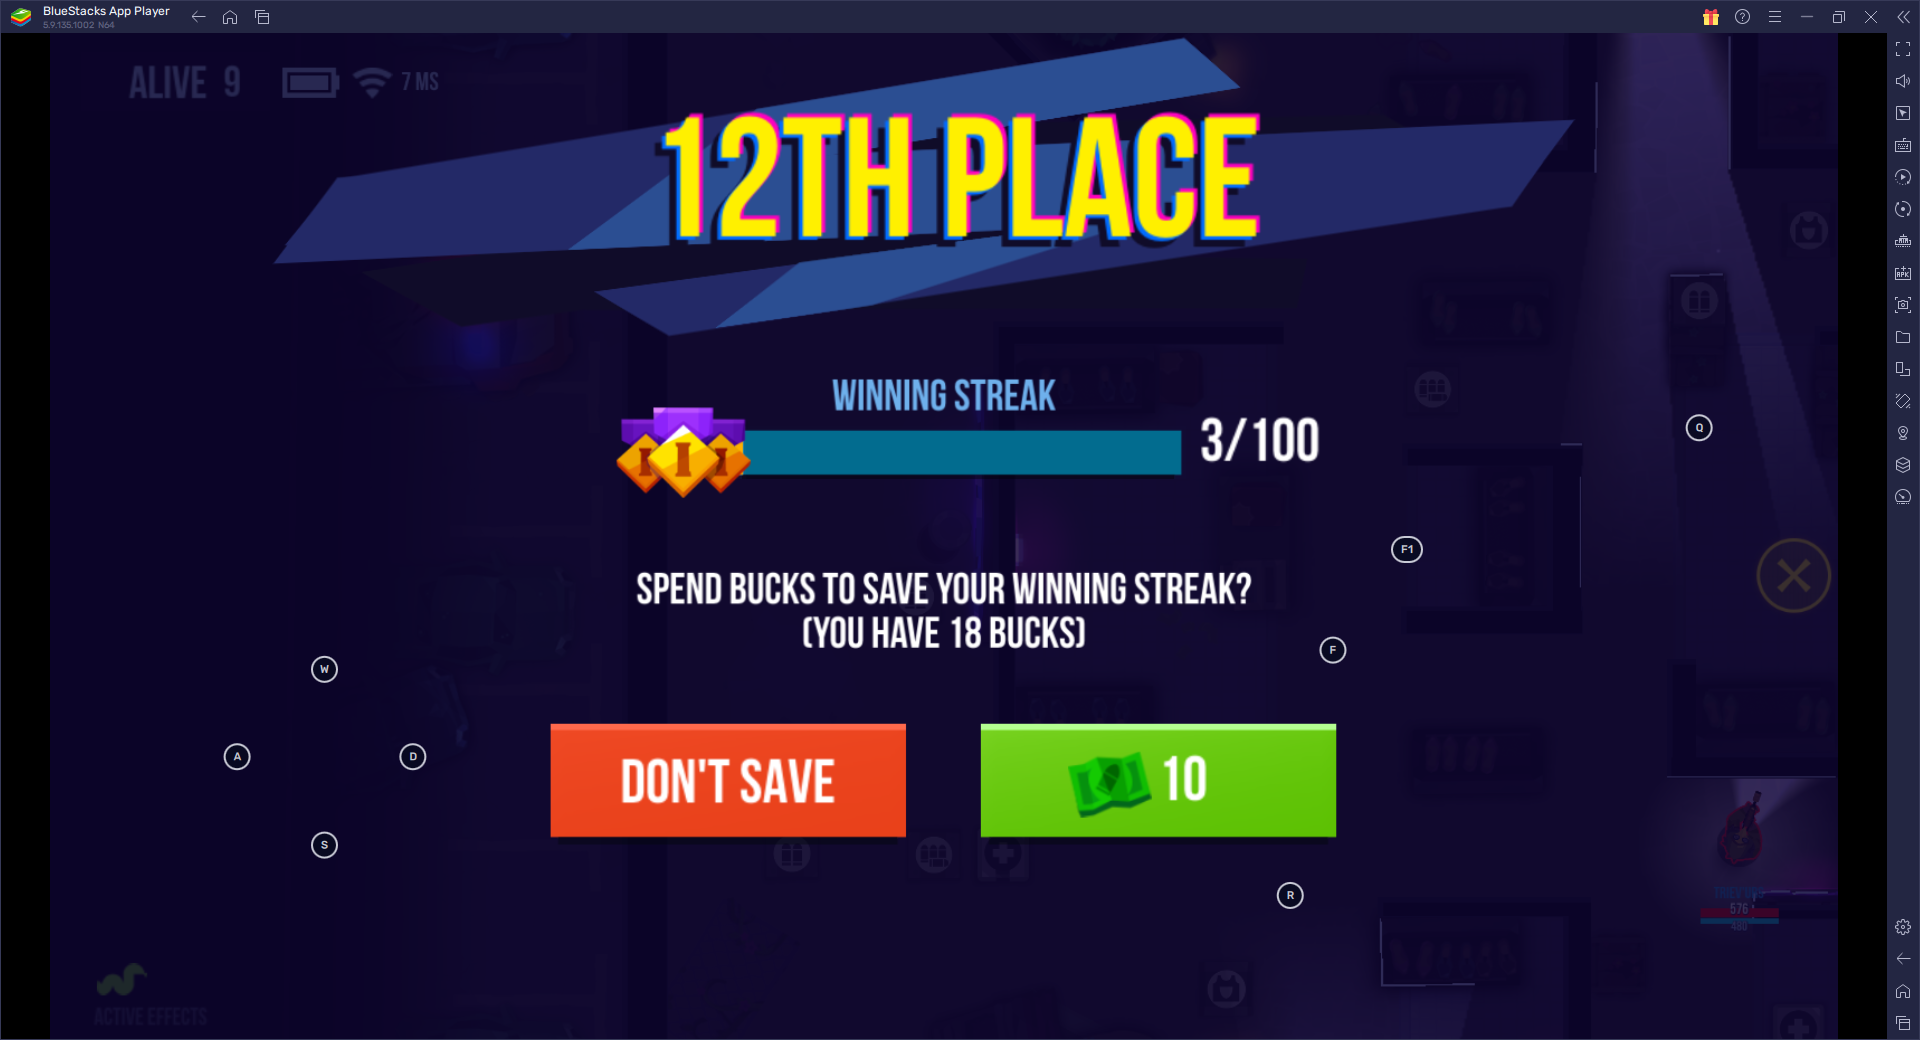 BlueStacks App Player
5.9.135.1002 N64
ALIVE 9
7 MS
12TH PLACE
WINNING STREAK
3/100
Q
F1
SPEND BUCKS TO SAVE YOUR WINNING STREAK?
(YOU HAVE 18 BUCKS)
F
W
A
D
DON'T SAVE
10
S
R
576
480
ACTIVE EFFECTS